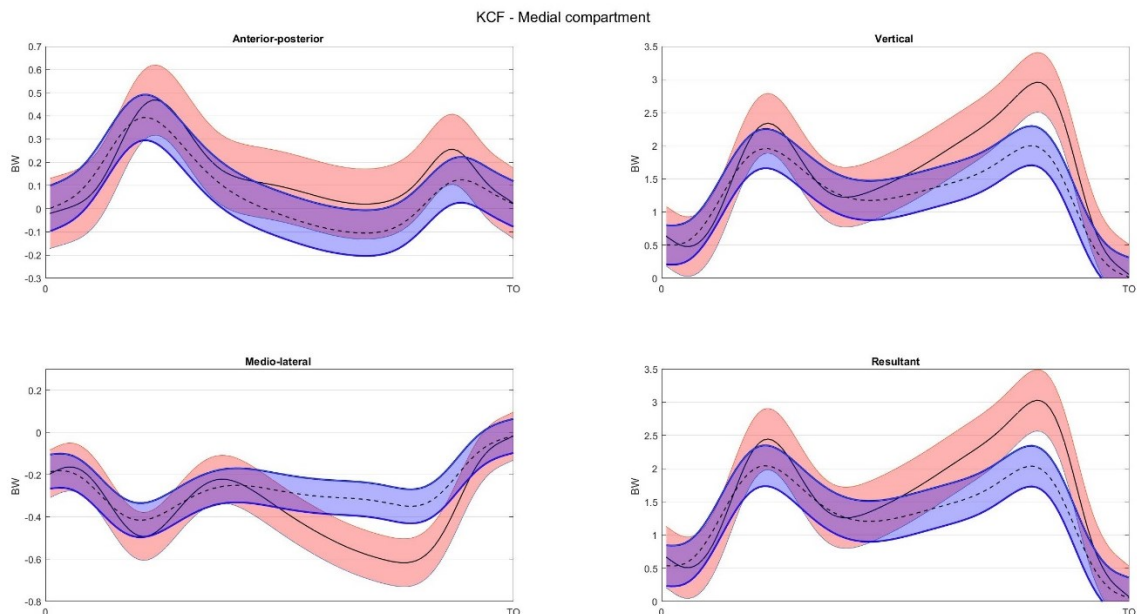 KCF - Medial compartment
Anterior-posterior
0.7
0.6
0.5
0.4
0.3
0.2
0.1
0
-0.1
-0.2
-0.3
BW
0
TO
Vertical
3.5
3
2.5
2
1.5
1
0.5
0
BW
0
TO
Medio-lateral
0.2
0
-0.2
-0.4
-0.6
-0.8
BW
0
TO
Resultant
3.5
3
2.5
2
1.5
1
0.5
0
BW
0
TO